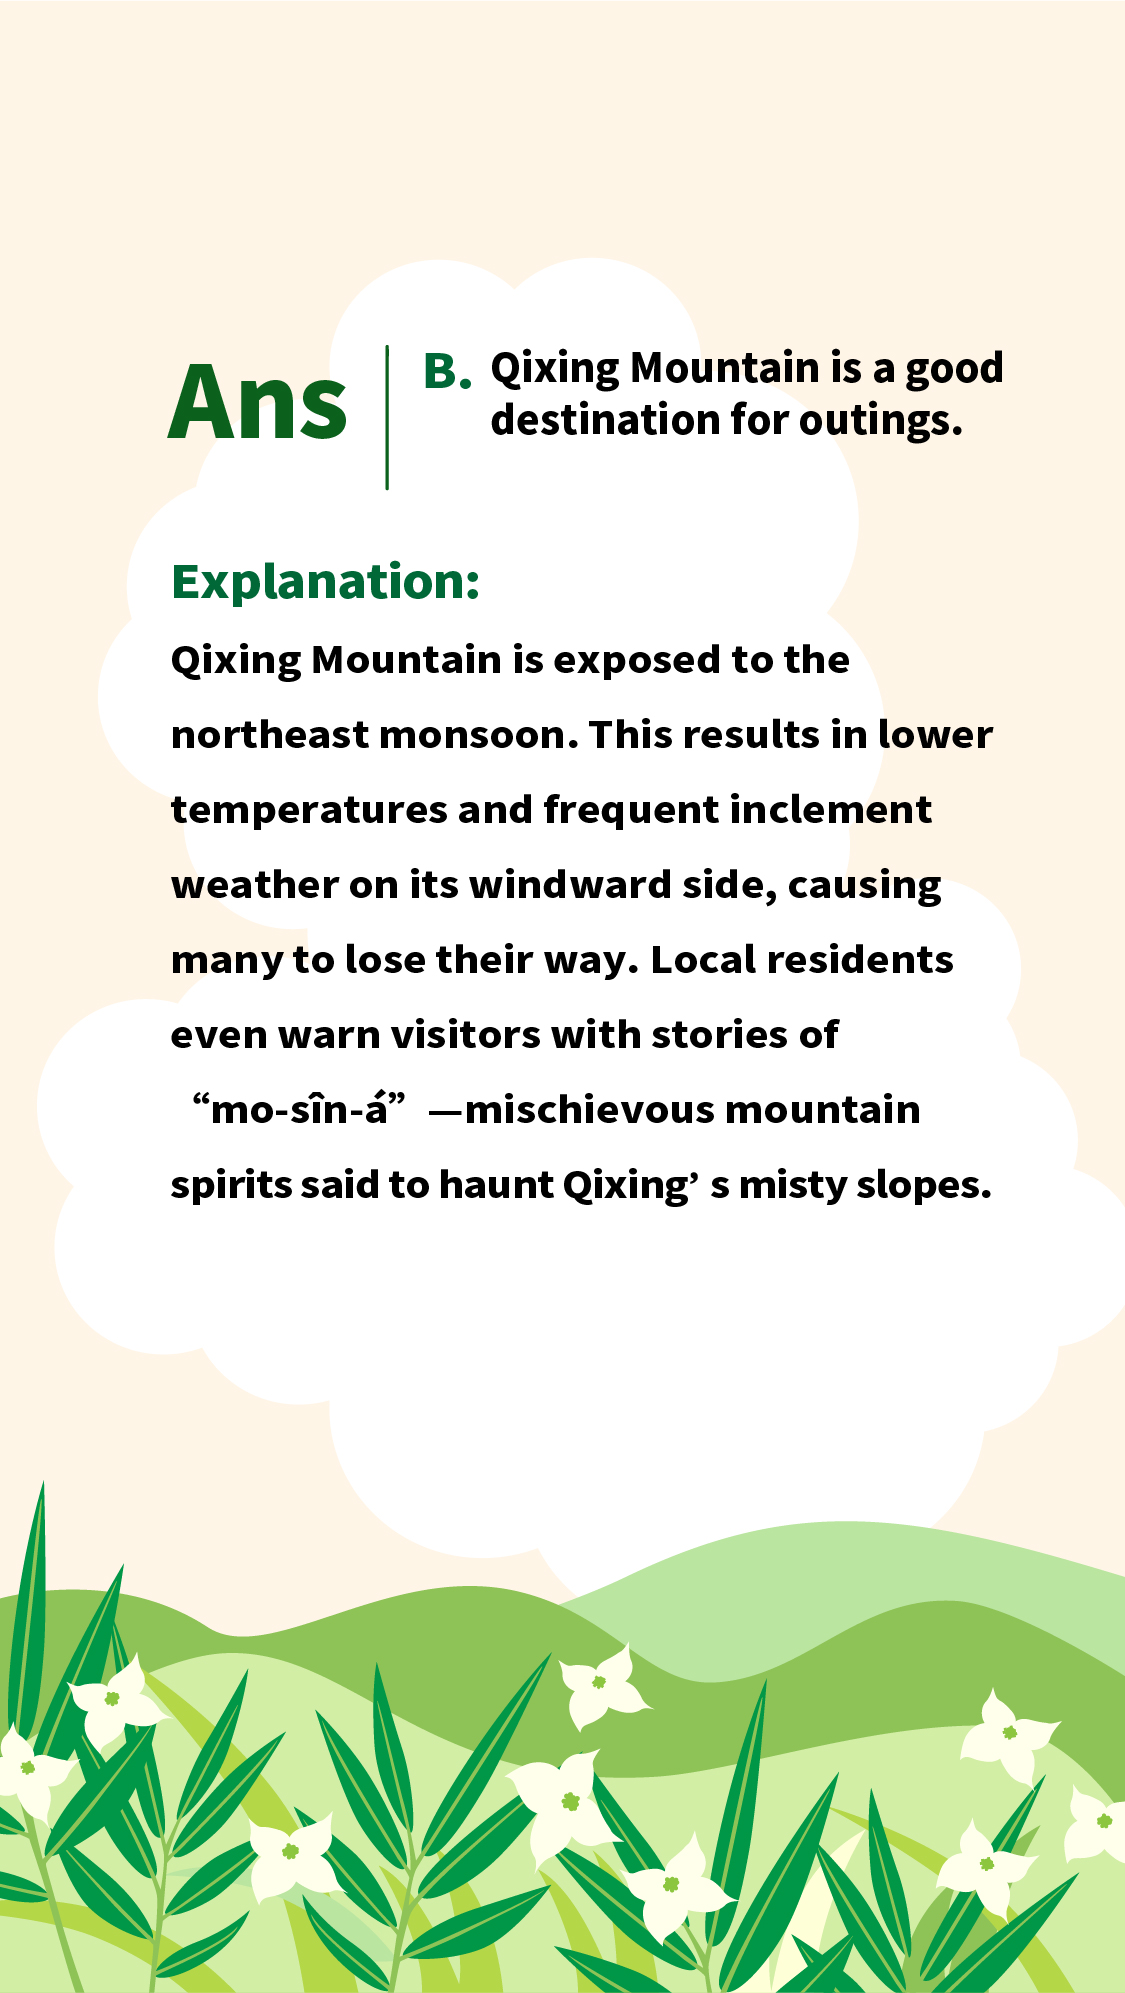 Ans
B. Qixing Mountain is a good
destination for outings.
Explanation:
Qixing Mountain is exposed to the
northeast monsoon. This results in lower
temperatures and frequent inclement
weather on its windward side, causing
many to lose their way. Local residents
even warn visitors with stories of
“mo-sîn-á” —mischievous mountain
spirits said to haunt Qixing’ s misty slopes.